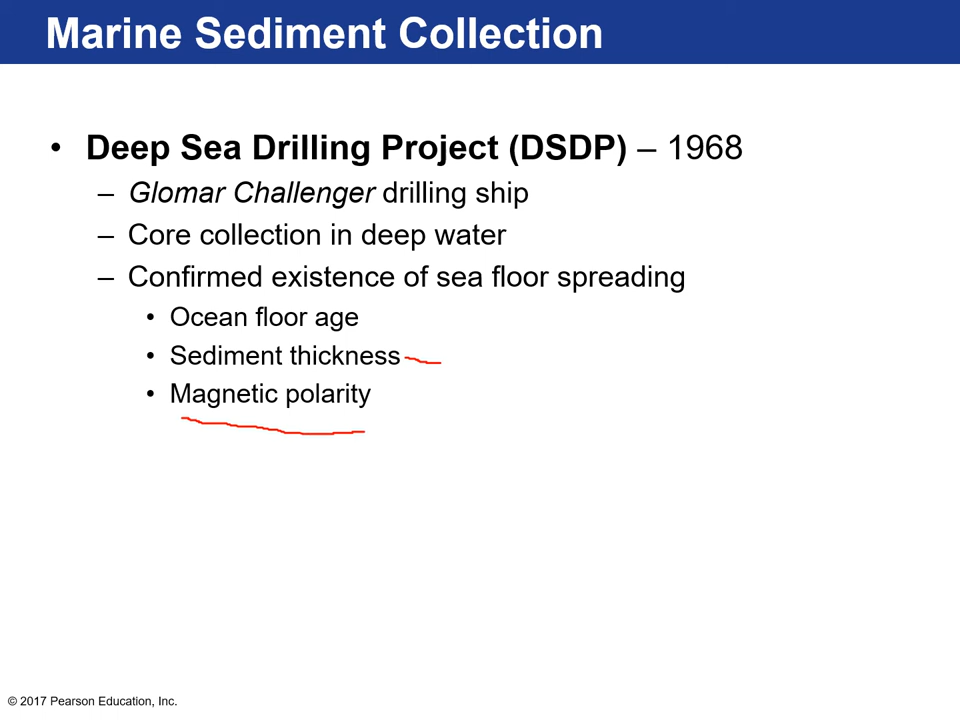 Marine Sediment Collection
• Deep Sea Drilling Project (DSDP) – 1968
– Glomar Challenger drilling ship
– Core collection in deep water
– Confirmed existence of sea floor spreading
• Ocean floor age
• Sediment thickness
• Magnetic polarity
© 2017 Pearson Education, Inc.